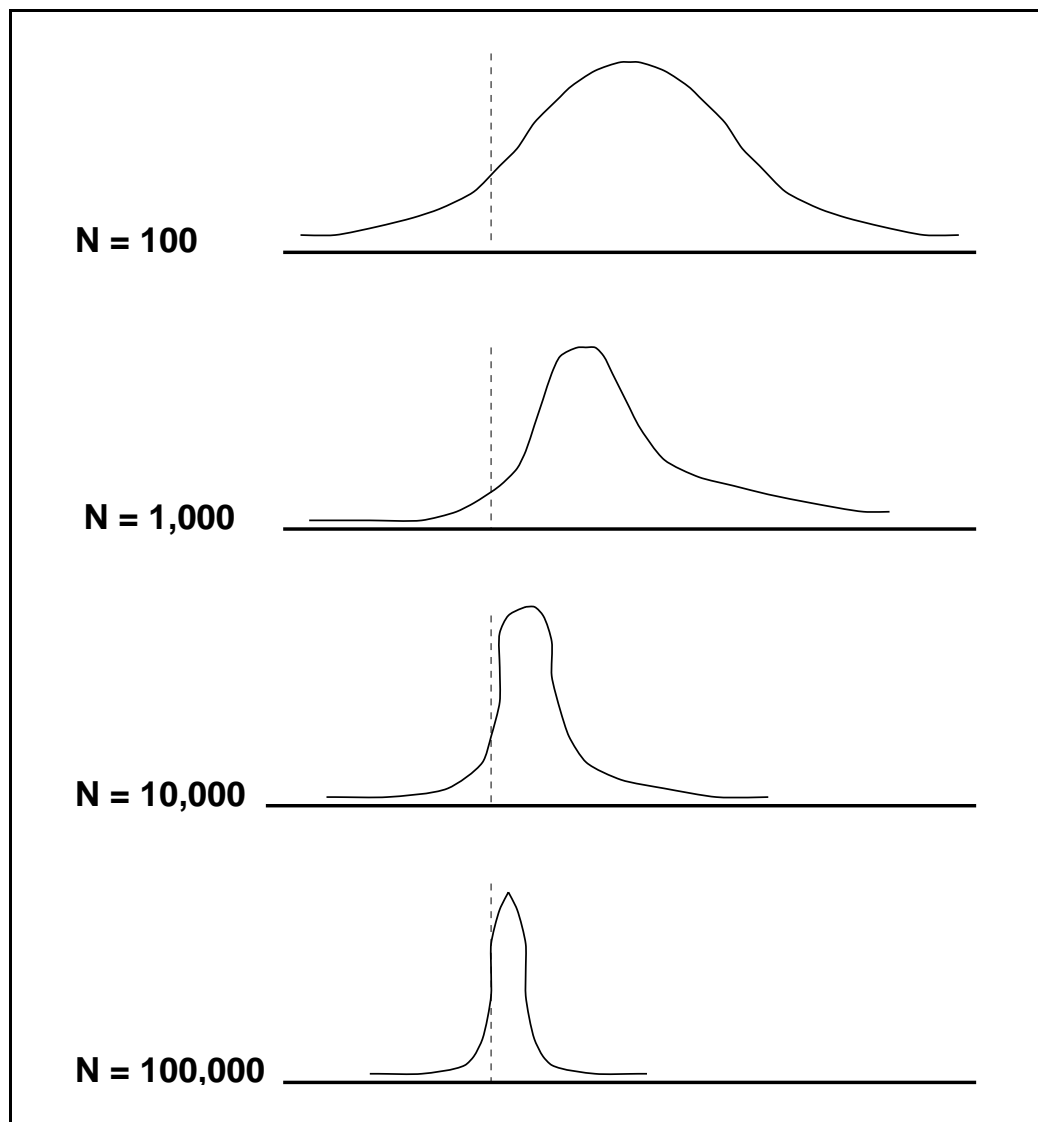 N = 100
N = 1,000
N = 10,000
N = 100,000